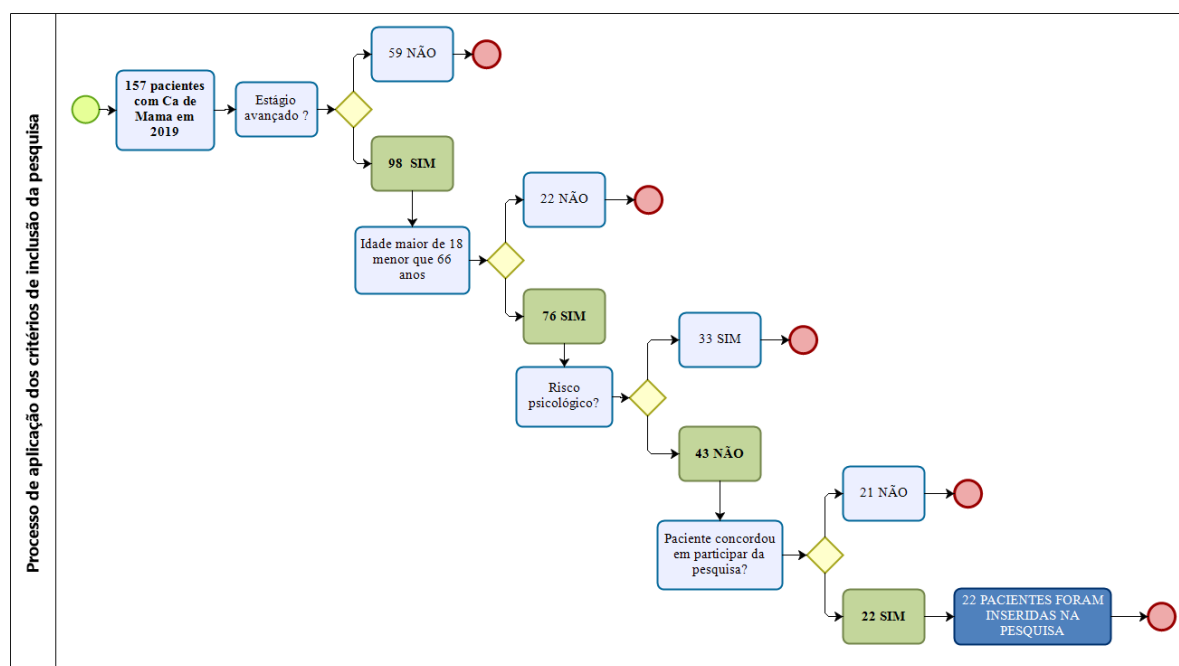 Processo de aplicação dos critérios de inclusão da pesquisa
157 pacientes
com Ca de
Mama em
2019
Estágio
avançado ?
59 NÃO
98 SIM
Idade maior de 18
menor que 66
anos
22 NÃO
76 SIM
Risco
psicológico?
33 SIM
43 NÃO
Paciente concordou
em participar da
pesquisa?
21 NÃO
22 SIM
22 PACIENTES FORAM
INSERIDAS NA
PESQUISA